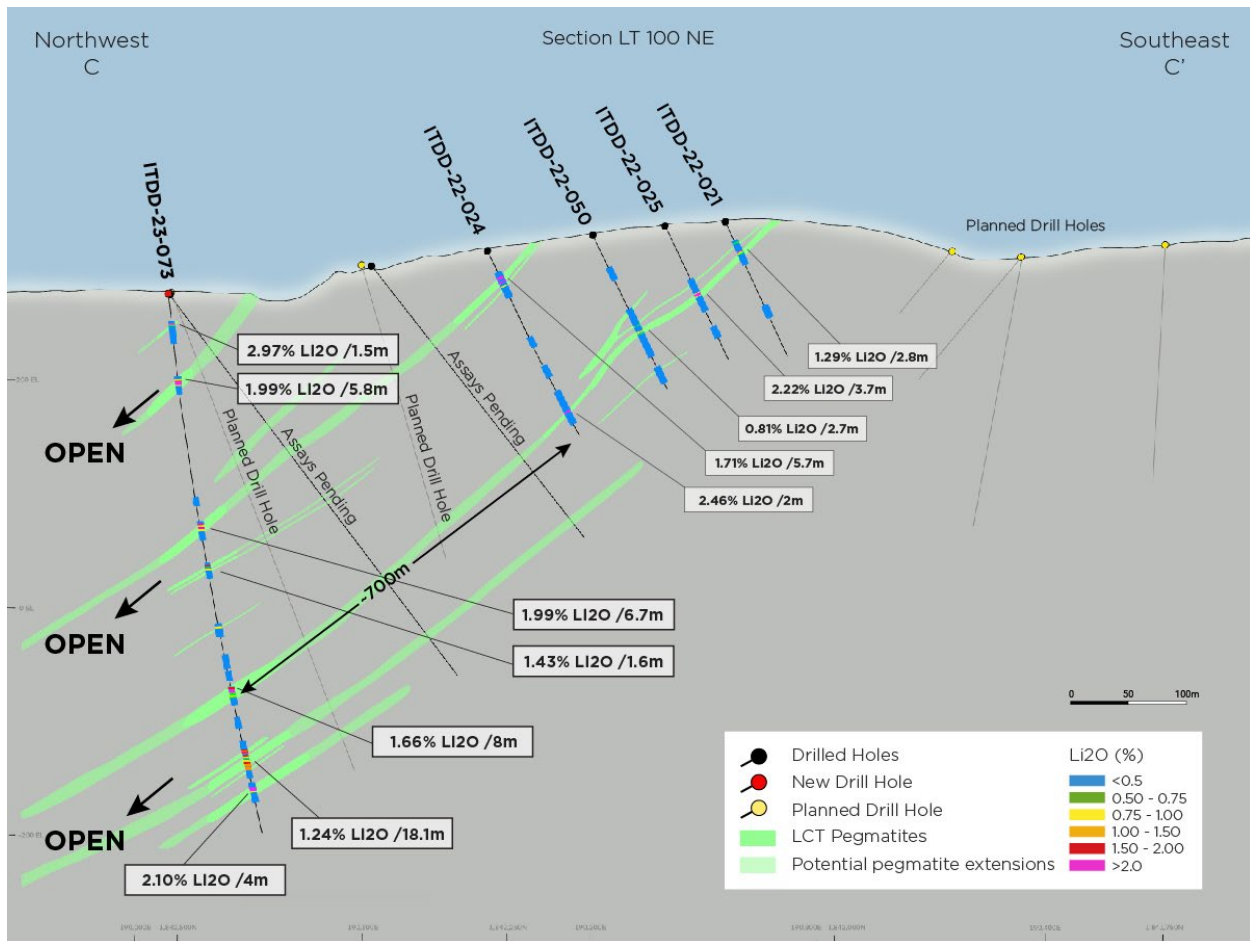 Northwest
C
Section LT 100 NE
Southeast
C'
ITDD-23-073
ITDD-22-024
ITDD-22-050
ITDD-22-025
ITDD-22-021
Planned Drill Holes
2.97% LI2O /1.5m
1.99% LI2O /5.8m
OPEN
Planned Drill Hole
Assays Pending
Planned Drill Hole
Assays Pending
1.29% LI2O /2.8m
2.22% LI2O /3.7m
0.81% LI2O /2.7m
1.71% LI2O /5.7m
2.46% LI2O /2m
~700m
0 EL
OPEN
1.99% LI2O /6.7m
1.43% LI2O /1.6m
1.66% LI2O /8m
1.24% LI2O /18.1m
OPEN
2.10% LI2O /4m
0 50 100m
Drilled Holes
New Drill Hole
Planned Drill Hole
LCT Pegmatites
Potential pegmatite extensions
Li2O (%)
<0.5
0.50 - 0.75
0.75 - 1.00
1.00 - 1.50
1.50 - 2.00
>2.0